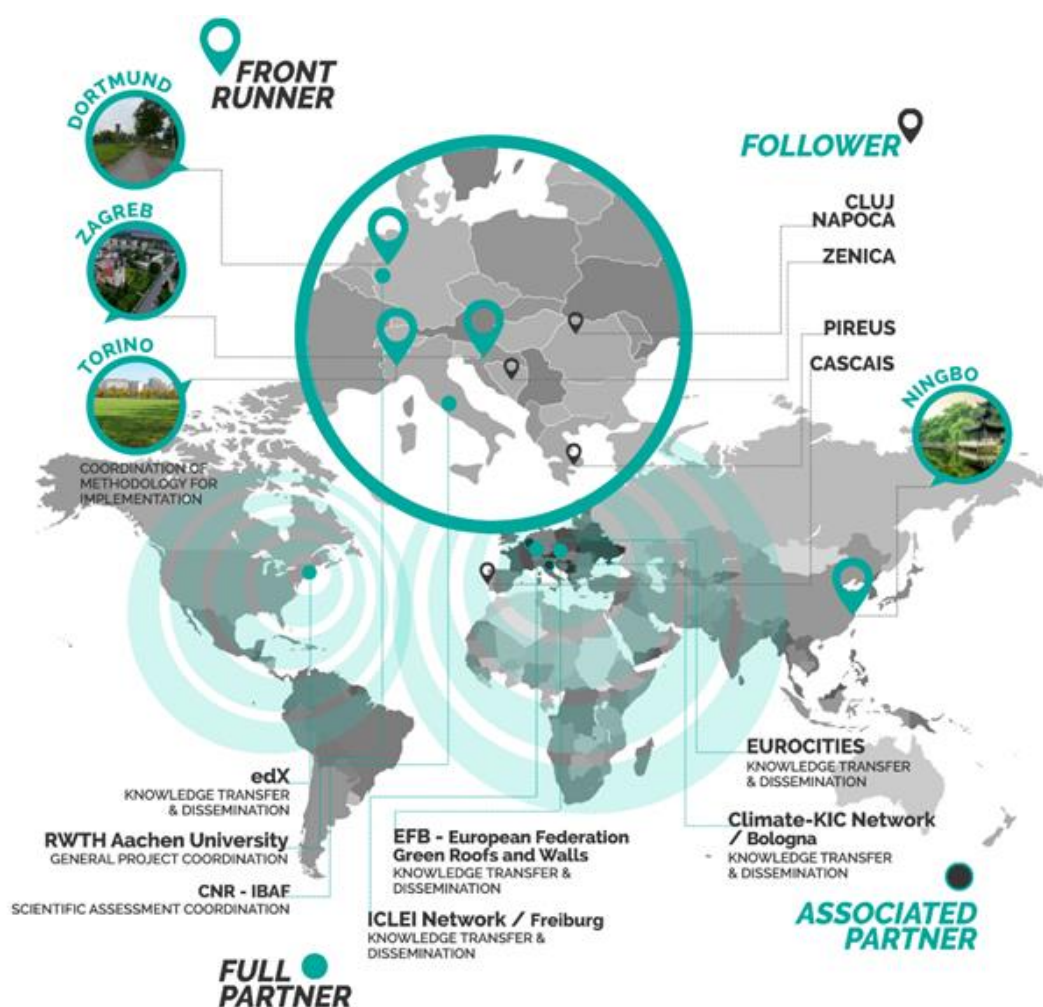 FRONT
RUNNER
DORTMUND
ZAGREB
TORINO
COORDINATION OF
METHODOLOGY FOR
IMPLEMENTATION
FOLLOWER
CLUJ
NAPOCA
ZENICA
PIREUS
CASCAIS
NINGBO
edX
KNOWLEDGE TRANSFER
& DISSEMINATION
RWTH Aachen University
GENERAL PROJECT COORDINATION
CNR - IBAF
SCIENTIFIC ASSESSMENT COORDINATION
EFB - European Federation
Green Roofs and Walls
KNOWLEDGE TRANSFER &
DISSEMINATION
ICLEI Network / Freiburg
KNOWLEDGE TRANSFER &
DISSEMINATION
EUROCITIES
KNOWLEDGE TRANSFER
& DISSEMINATION
Climate-KIC Network
/ Bologna
KNOWLEDGE TRANSFER
& DISSEMINATION
ASSOCIATED
PARTNER
FULL
PARTNER